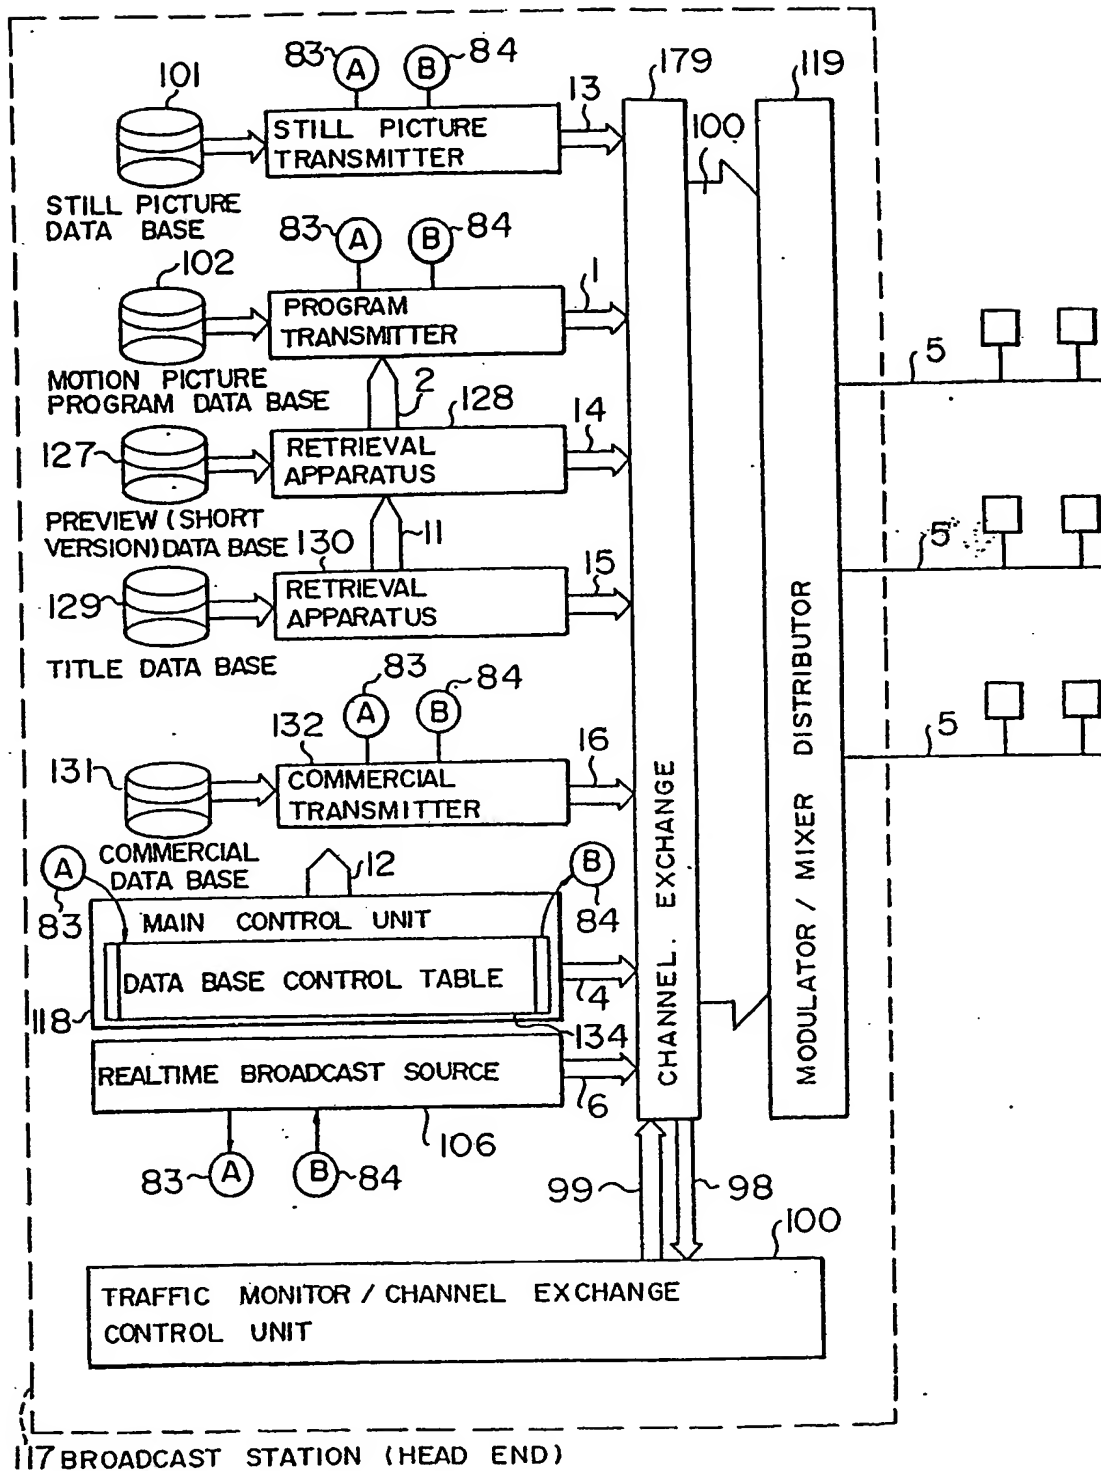 83 A B 84
101
13
179
119
STILL PICTURE
TRANSMITTER
100
STILL PICTURE
DATA BASE
83 A B 84
102
1
PROGRAM
TRANSMITTER
MOTION PICTURE
PROGRAM DATA BASE
2
128
14
5
127
RETRIEVAL
APPARATUS
PREVIEW (SHORT
VERSION) DATA BASE
130
11
15
5
129
RETRIEVAL
APPARATUS
TITLE DATA BASE
83 A B 84
132
16
5
131
COMMERCIAL
TRANSMITTER
COMMERCIAL
DATA BASE
12
A 83
B 84
MAIN CONTROL UNIT
DATA BASE CONTROL TABLE
118
4
134
REALTIME BROADCAST SOURCE
6
106
83 A B 84
CHANNEL. EXCHANGE
MODULATOR / MIXER DISTRIBUTOR
99
98
100
TRAFFIC MONITOR / CHANNEL EXCHANGE
CONTROL UNIT
117 BROADCAST STATION (HEAD END)